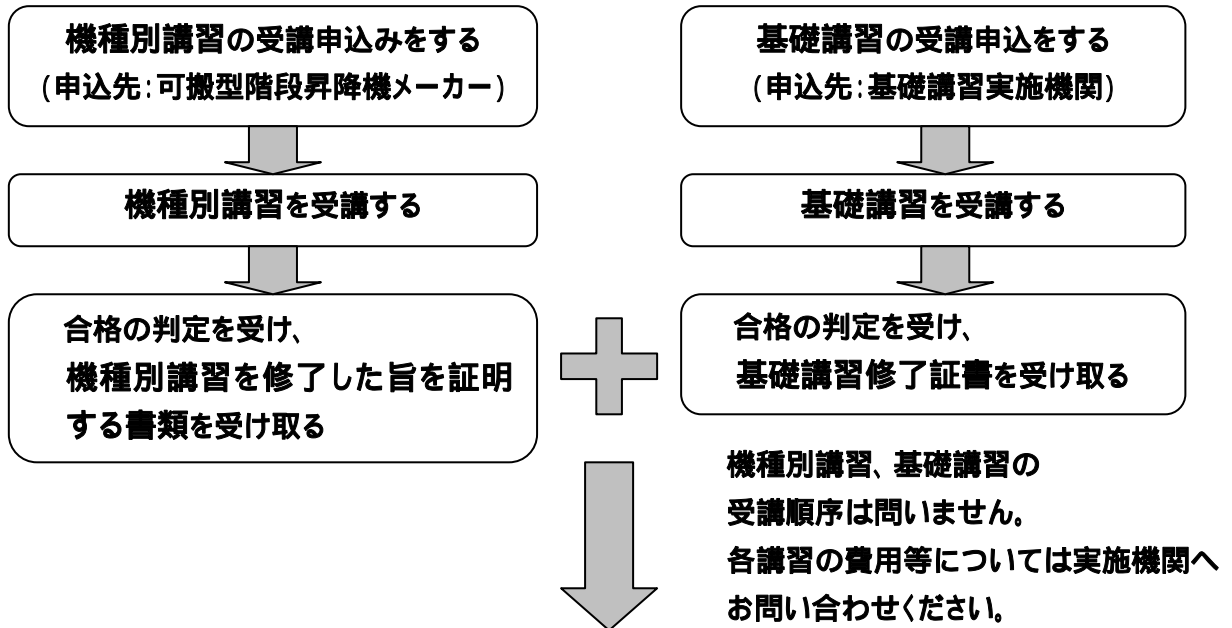 機種別講習の受講申込みをする
(申込先:可搬型階段昇降機メーカー)
機種別講習を受講する
合格の判定を受け、
機種別講習を修了した旨を証明
する書類を受け取る
基礎講習の受講申込をする
(申込先:基礎講習実施機関)
基礎講習を受講する
合格の判定を受け、
基礎講習修了証書を受け取る
機種別講習、基礎講習の
受講順序は問いません。
各講習の費用等については実施機関へ
お問い合わせください。